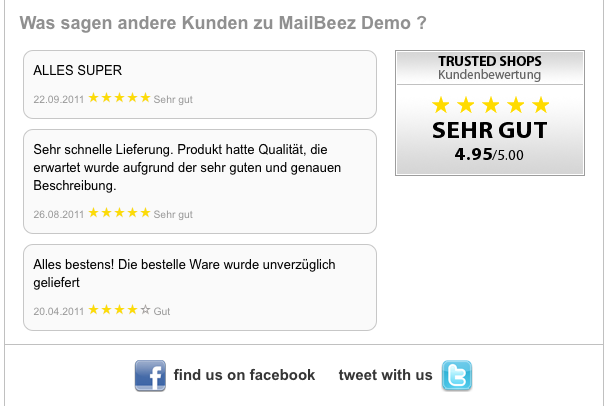 Was sagen andere Kunden zu MailBeez Demo ?
ALLES SUPER
22.09.2011 ★★★★★ Sehr gut
Sehr schnelle Lieferung. Produkt hatte Qualität, die
erwartet wurde aufgrund der sehr guten und genauen
Beschreibung.
26.08.2011 ★★★★★ Sehr gut
Alles bestens! Die bestelle Ware wurde unverzüglich
geliefert
20.04.2011 ★★★★☆ Gut
TRUSTED SHOPS
Kundenbewertung
★★★★★
SEHR GUT
4.95/5.00
find us on facebook tweet with us